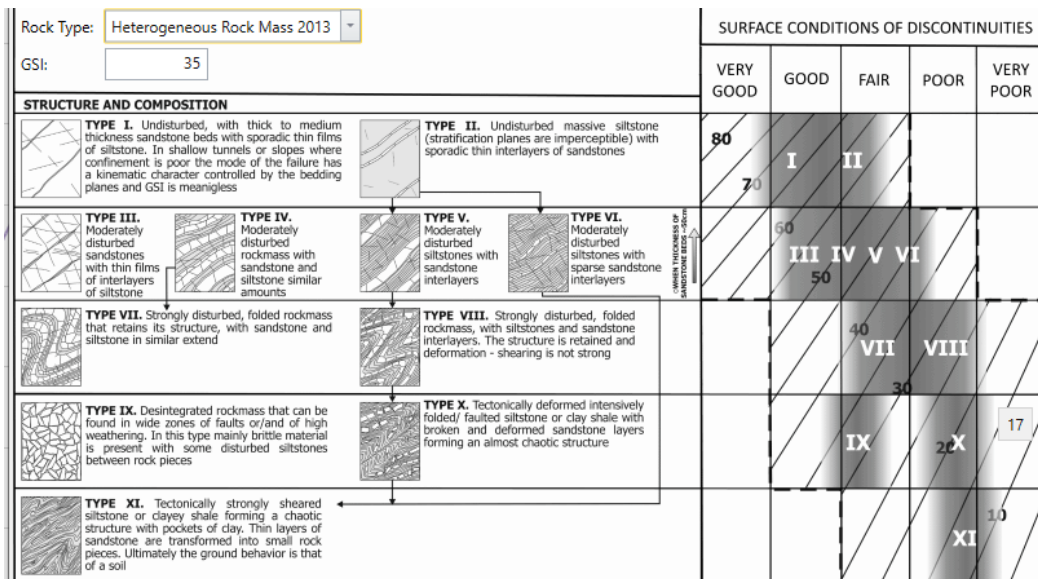 Rock Type:
Heterogeneous Rock Mass 2013
GSI:
35
SURFACE CONDITIONS OF DISCONTINUITIES
VERY
GOOD
GOOD
FAIR
POOR
VERY
POOR
STRUCTURE AND COMPOSITION
TYPE I. Undisturbed, with thick to medium
thickness sandstone beds with sporadic thin films
of siltstone. In shallow tunnels or slopes where
confinement is poor the mode of the failure has
a kinematic character controlled by the bedding
planes and GSI is meanigless
TYPE II. Undisturbed massive siltstone
(stratification planes are imperceptible) with
sporadic thin interlayers of sandstones
80
I
II
70
TYPE III.
Moderately
disturbed
sandstones
with thin films
of interlayers
of siltstone
TYPE IV.
Moderately
disturbed
rockmass with
sandstone and
siltstone similar
amounts
TYPE V.
Moderately
disturbed
siltstones with
sandstone
interlayers
TYPE VI.
Moderately
disturbed
siltstones with
sparse sandstone
interlayers
WHEN THICKNESS OF
SANDSTONE BEDS ~50cm
60
III IV V VI
50
TYPE VII. Strongly disturbed, folded rockmass
that retains its structure, with sandstone and
siltstone in similar extend
TYPE VIII. Strongly disturbed, folded
rockmass, with siltstones and sandstone
interlayers. The structure is retained and
deformation - shearing is not strong
40
VII
VIII
30
TYPE IX. Desintegrated rockmass that can be
found in wide zones of faults or/and of high
weathering. In this type mainly brittle material
is present with some disturbed siltstones
between rock pieces
TYPE X. Tectonically deformed intensively
folded/ faulted siltstone or clay shale with
broken and deformed sandstone layers
forming an almost chaotic structure
17
IX
20
X
TYPE XI. Tectonically strongly sheared
siltstone or clayey shale forming a chaotic
structure with pockets of clay. Thin layers of
sandstone are transformed into small rock
pieces. Ultimately the ground behavior is that
of a soil
10
XI